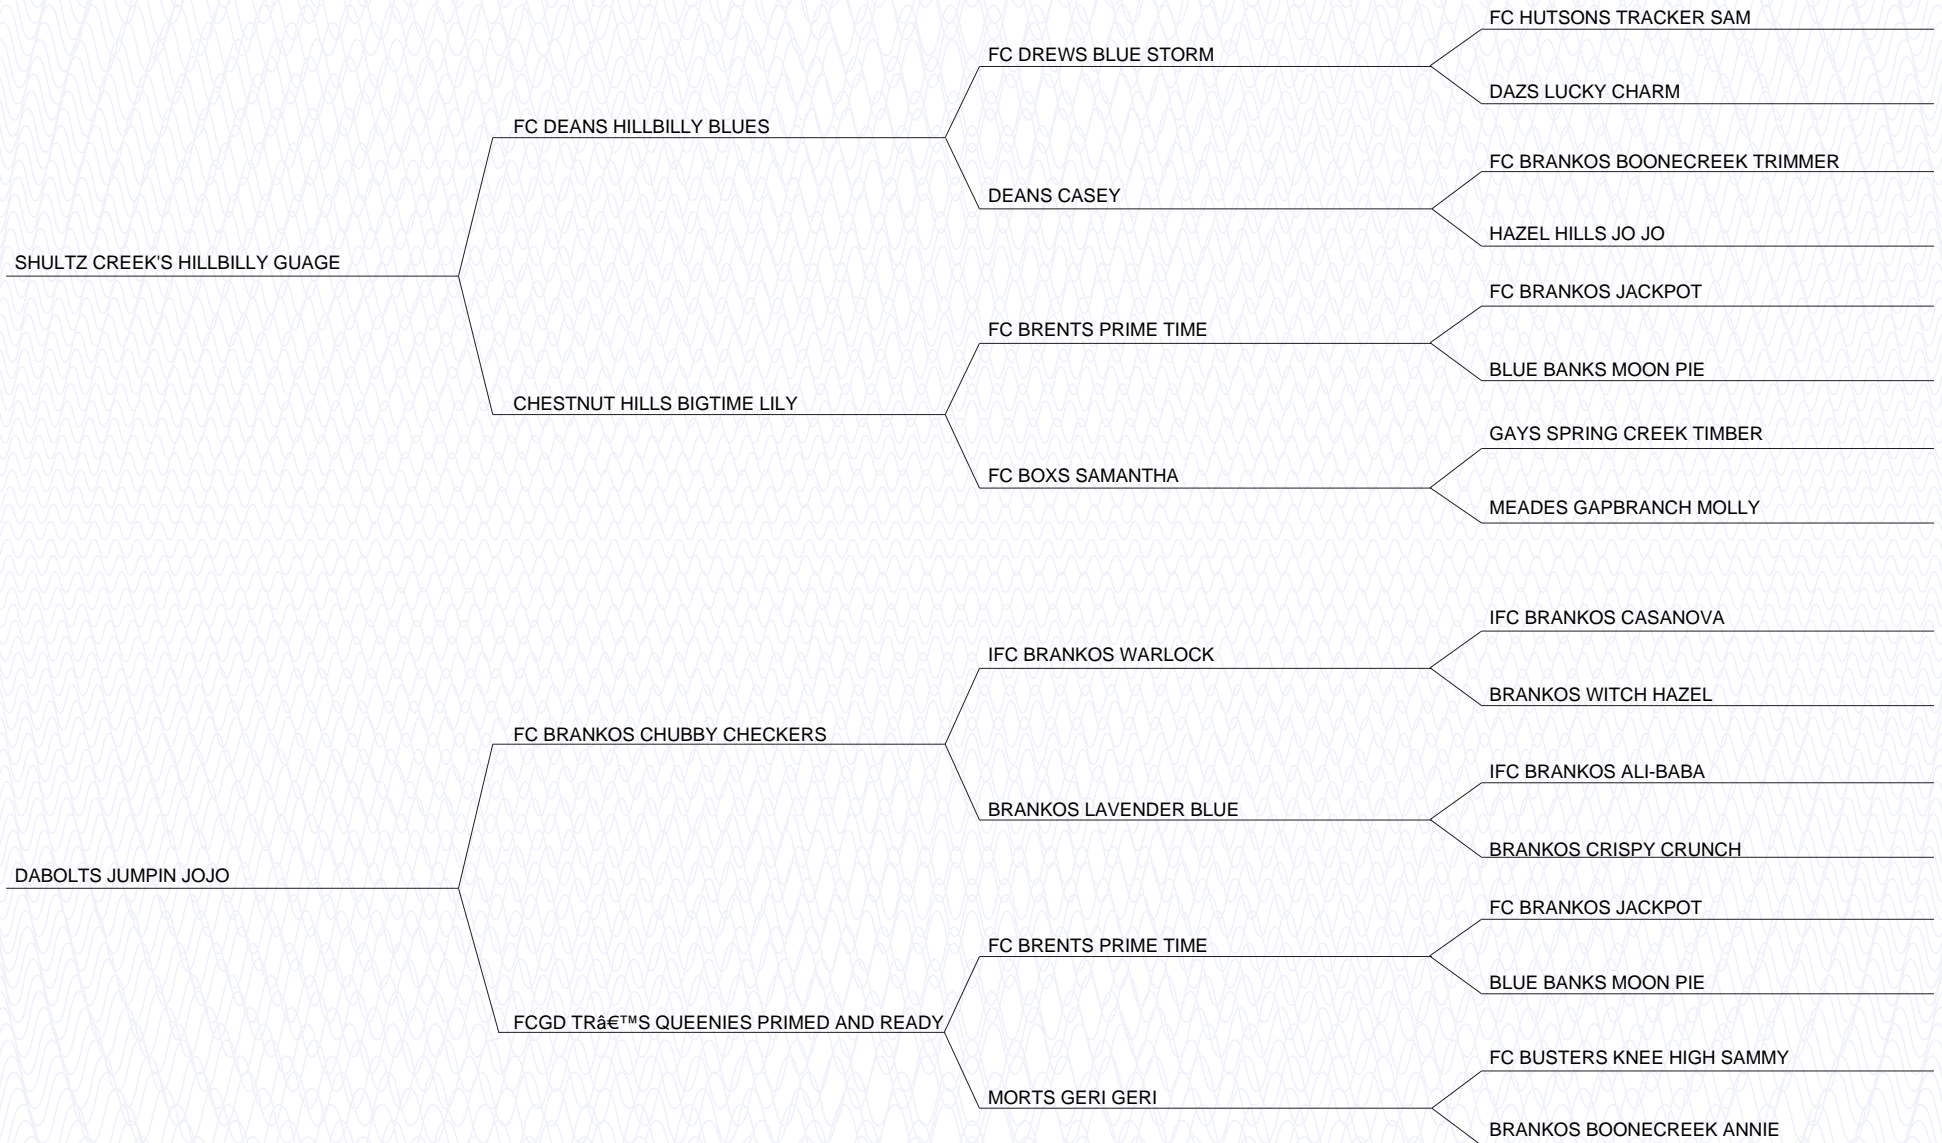 FC HUTSONS TRACKER SAM
FC DREWS BLUE STORM
DAZS LUCKY CHARM
FC DEANS HILLBILLY BLUES
FC BRANKOS BOONECREEK TRIMMER
DEANS CASEY
HAZEL HILLS JO JO
SHULTZ CREEK'S HILLBILLY GUAGE
FC BRANKOS JACKPOT
FC BRENTS PRIME TIME
BLUE BANKS MOON PIE
CHESTNUT HILLS BIGTIME LILY
GAYS SPRING CREEK TIMBER
FC BOXS SAMANTHA
MEADES GAPBRANCH MOLLY
IFC BRANKOS CASANOVA
IFC BRANKOS WARLOCK
BRANKOS WITCH HAZEL
FC BRANKOS CHUBBY CHECKERS
IFC BRANKOS ALI-BABA
BRANKOS LAVENDER BLUE
BRANKOS CRISPY CRUNCH
DABOLTS JUMPIN JOJO
FC BRANKOS JACKPOT
FC BRENTS PRIME TIME
BLUE BANKS MOON PIE
FCGD TRâ€™S QUEENIES PRIMED AND READY
FC BUSTERS KNEE HIGH SAMMY
MORTS GERI GERI
BRANKOS BOONECREEK ANNIE